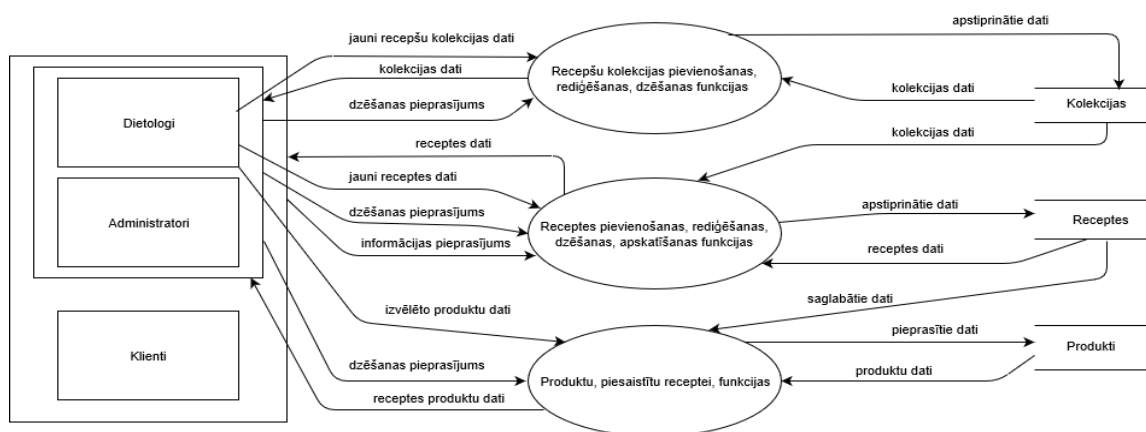 apstiprinātie dati
jauni recepšu kolekcijas dati
kolekcijas dati
dzēšanas pieprasījums
Recepšu kolekcijas pievienošanas,
rediģēšanas, dzēšanas funkcijas
kolekcijas dati
Kolekcijas
Dietologi
kolekcijas dati
receptes dati
jauni receptes dati
dzēšanas pieprasījums
informācijas pieprasījums
Administratori
Receptes pievienošanas, rediģēšanas,
dzēšanas, apskatīšanas funkcijas
apstiprinātie dati
Receptes
receptes dati
saglabātie dati
izvēlēto produktu dati
pieprasītie dati
Produkti
Klienti
dzēšanas pieprasījums
Produktu, piesaistītu receptei, funkcijas
produktu dati
receptes produktu dati